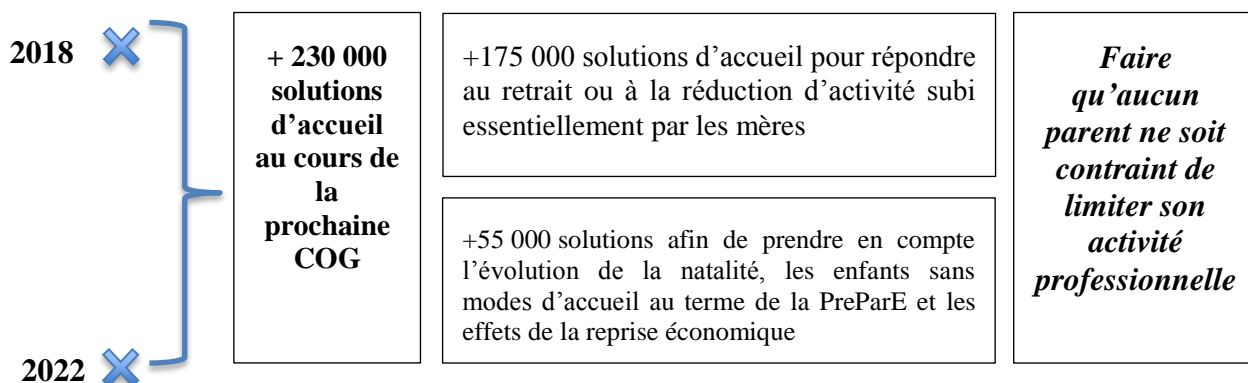 2018
+ 230 000
solutions
d’accueil
au cours de
la
prochaine
COG
+175 000 solutions d’accueil pour répondre
au retrait ou à la réduction d’activité subi
essentiellement par les mères
+55 000 solutions afin de prendre en compte
l’évolution de la natalité, les enfants sans
modes d’accueil au terme de la PreParE et les
effets de la reprise économique
Faire
qu’aucun
parent ne soit
contraint de
limiter son
activité
professionnelle
2022